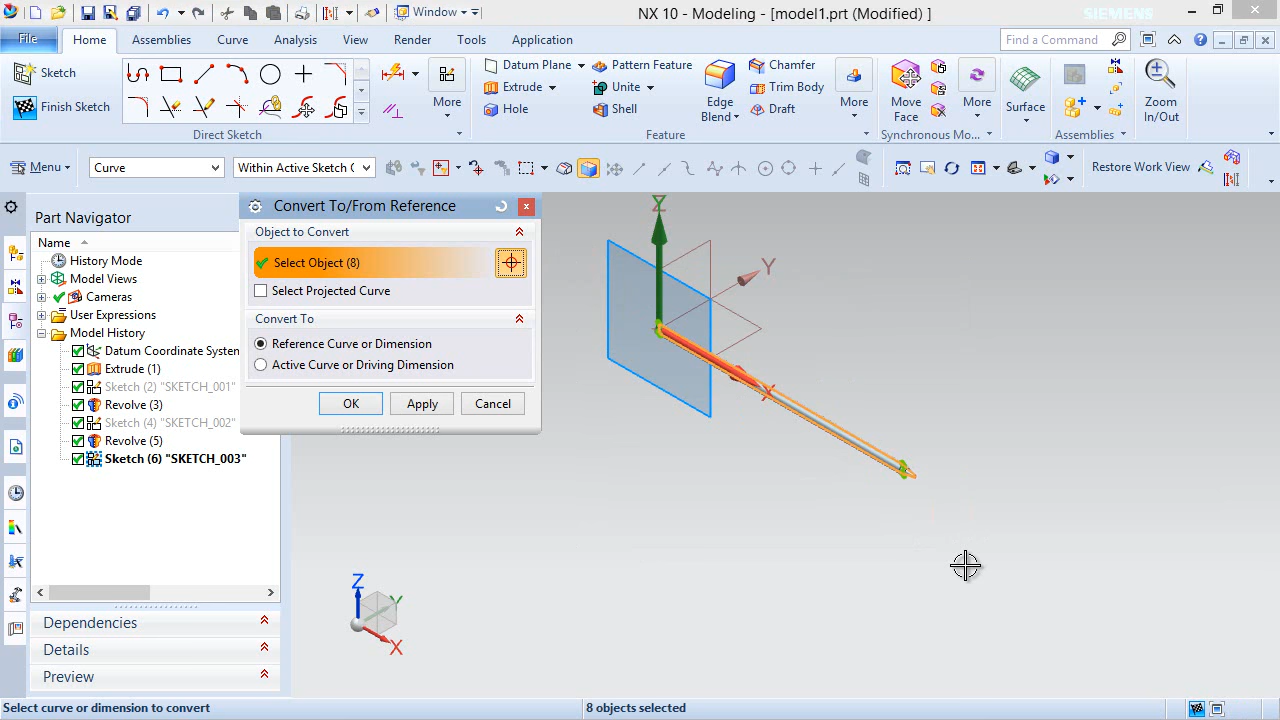 Window
NX 10 - Modeling - [model1.prt (Modified) ]
SIEMENS
File
Home
Assemblies
Curve
Analysis
View
Render
Tools
Application
Find a Command
Sketch
Finish Sketch
More
Datum Plane
Extrude
Hole
Pattern Feature
Unite
Shell
Edge
Blend
Chamfer
Trim Body
Draft
More
Move
Face
More
Surface
Zoom
In/Out
Direct Sketch
Feature
Synchronous Mo...
Assemblies
Menu
Curve
Within Active Sketch (
Restore Work View
Part Navigator
Name
History Mode
Model Views
Cameras
User Expressions
Model History
Datum Coordinate System
Extrude (1)
Sketch (2) "SKETCH_001"
Revolve (3)
Sketch (4) "SKETCH_002"
Revolve (5)
Sketch (6) "SKETCH_003"
Dependencies
Details
Preview
Convert To/From Reference
Object to Convert
Select Object (8)
Select Projected Curve
Convert To
Reference Curve or Dimension
Active Curve or Driving Dimension
OK
Apply
Cancel
Z
Y
X
Z
Y
X
Select curve or dimension to convert
8 objects selected